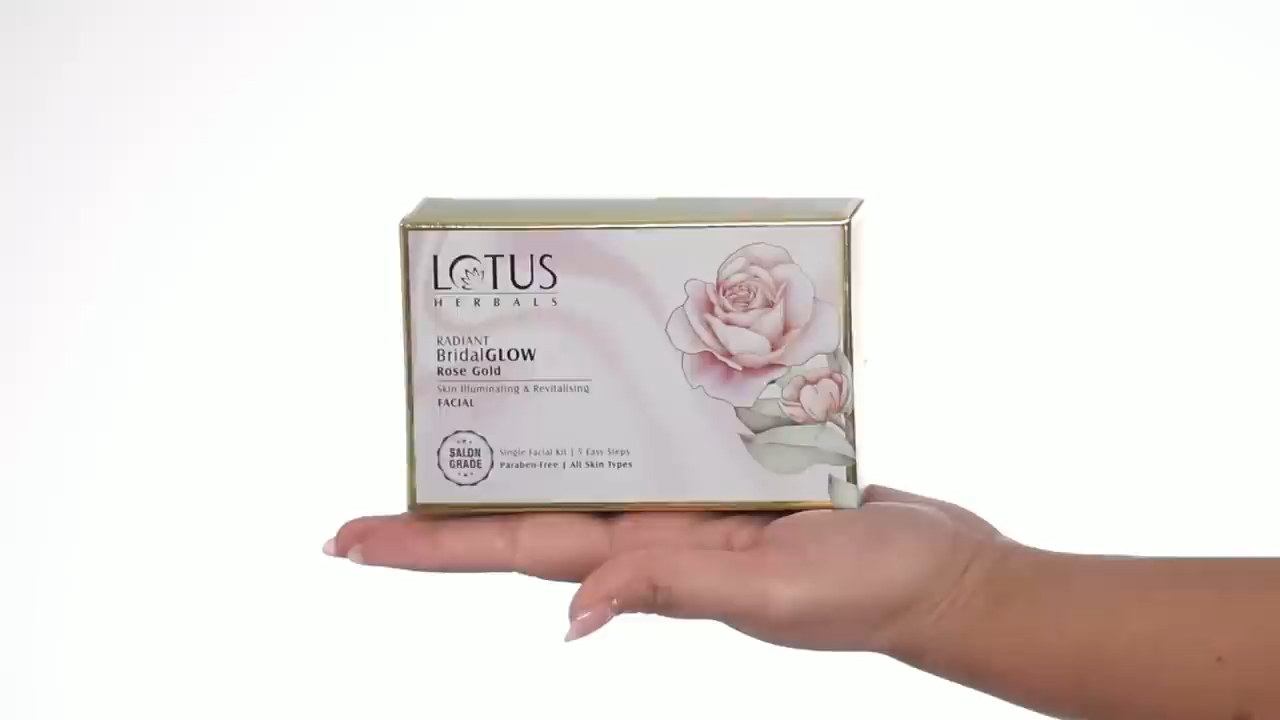 LOTUS
HERBALS
RADIANT
BridalGLOW
Rose Gold
Skin Illuminating & Revitalising
FACIAL
SALON
GRADE
Single Facial Kit | 5 Easy Steps
Paraben-Free | All Skin Types